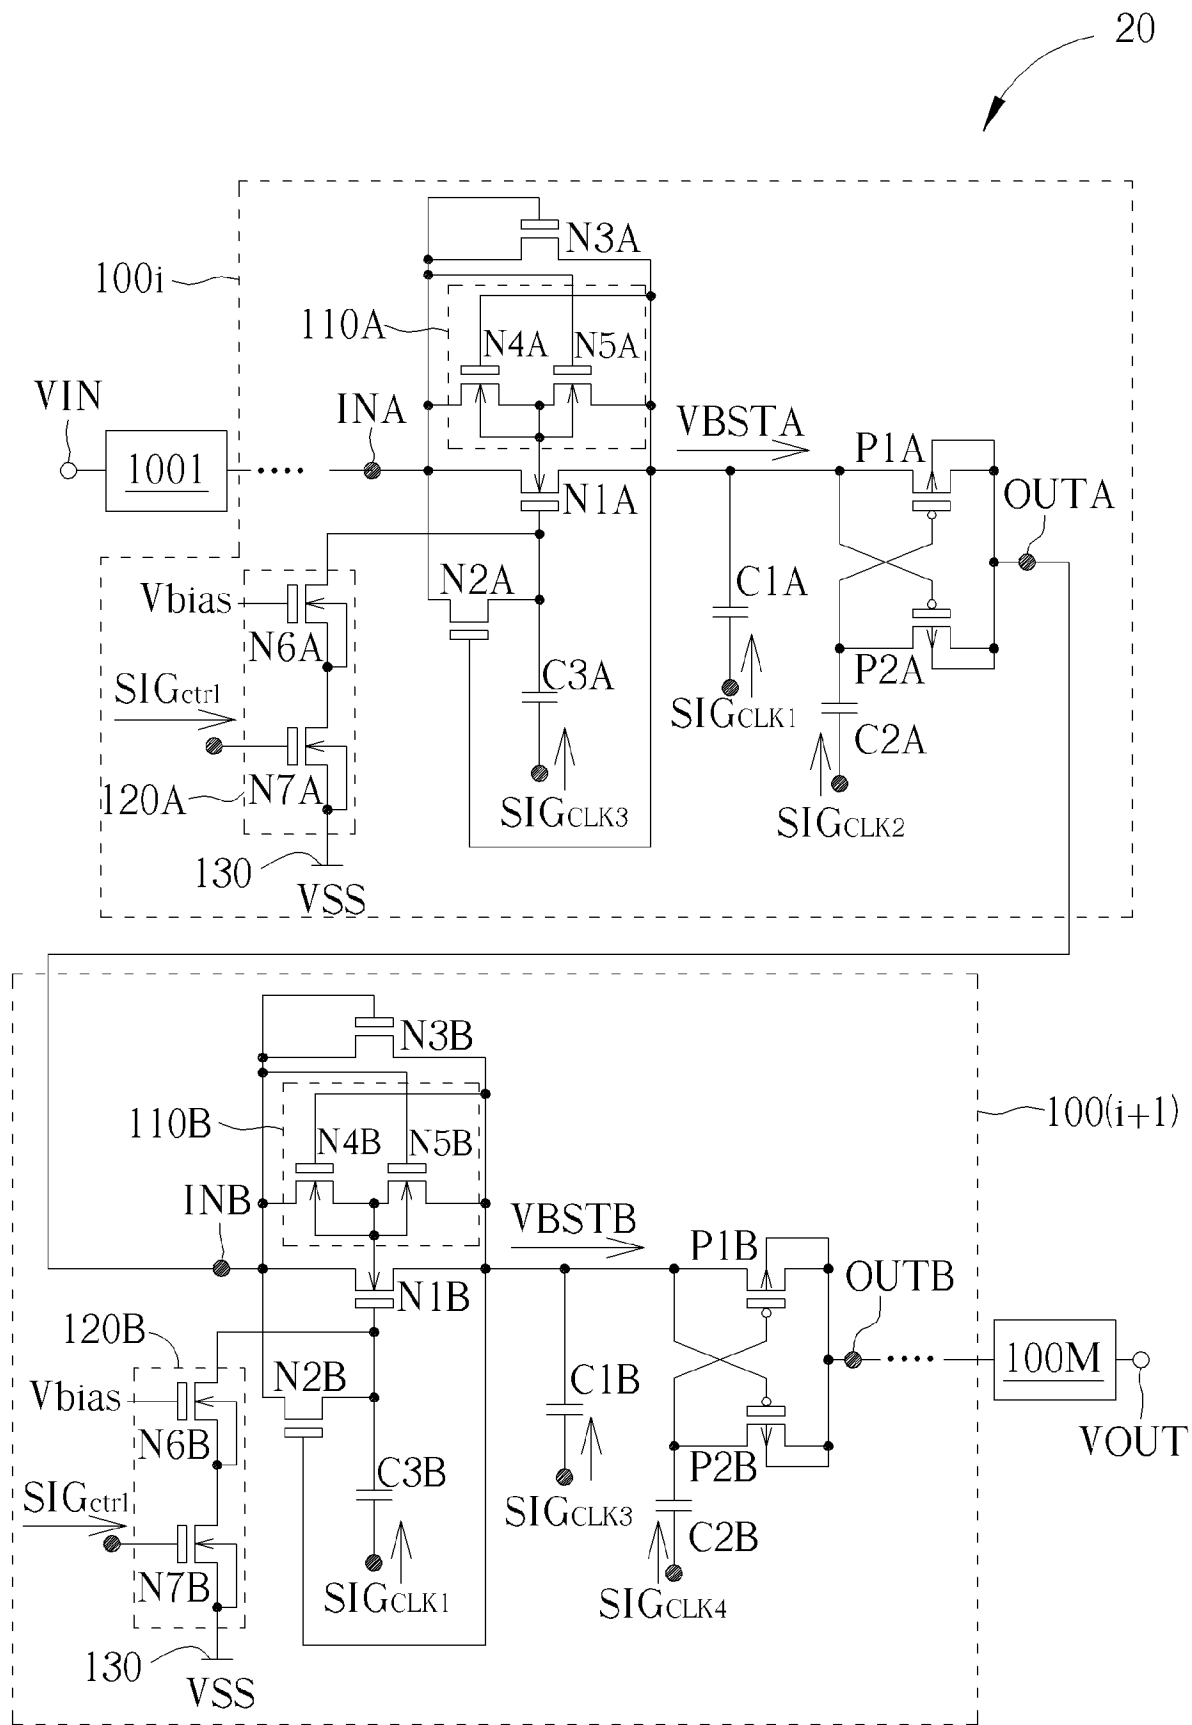 20
100i
N3A
110A
N4A
N5A
VIN
INA
VBSTA
P1A
1001
N1A
OUTA
Vbias
N2A
C1A
N6A
C3A
P2A
SIGctrl
SIGCLK1
C2A
120A
N7A
SIGCLK3
SIGCLK2
130
VSS
N3B
100(i+1)
110B
N4B
N5B
INB
VBSTB
P1B
OUTB
N1B
120B
N2B
C1B
100M
Vbias
N6B
P2B
VOUT
C3B
SIGctrl
SIGCLK3
C2B
N7B
SIGCLK1
SIGCLK4
130
VSS